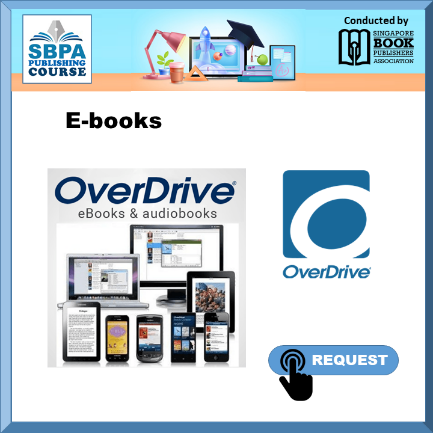 SBPA
PUBLISHING
COURSE
Conducted by
SINGAPORE
BOOK
PUBLISHERS
ASSOCIATION
E-books
OverDrive®
eBooks & audiobooks
OverDrive®
REQUEST